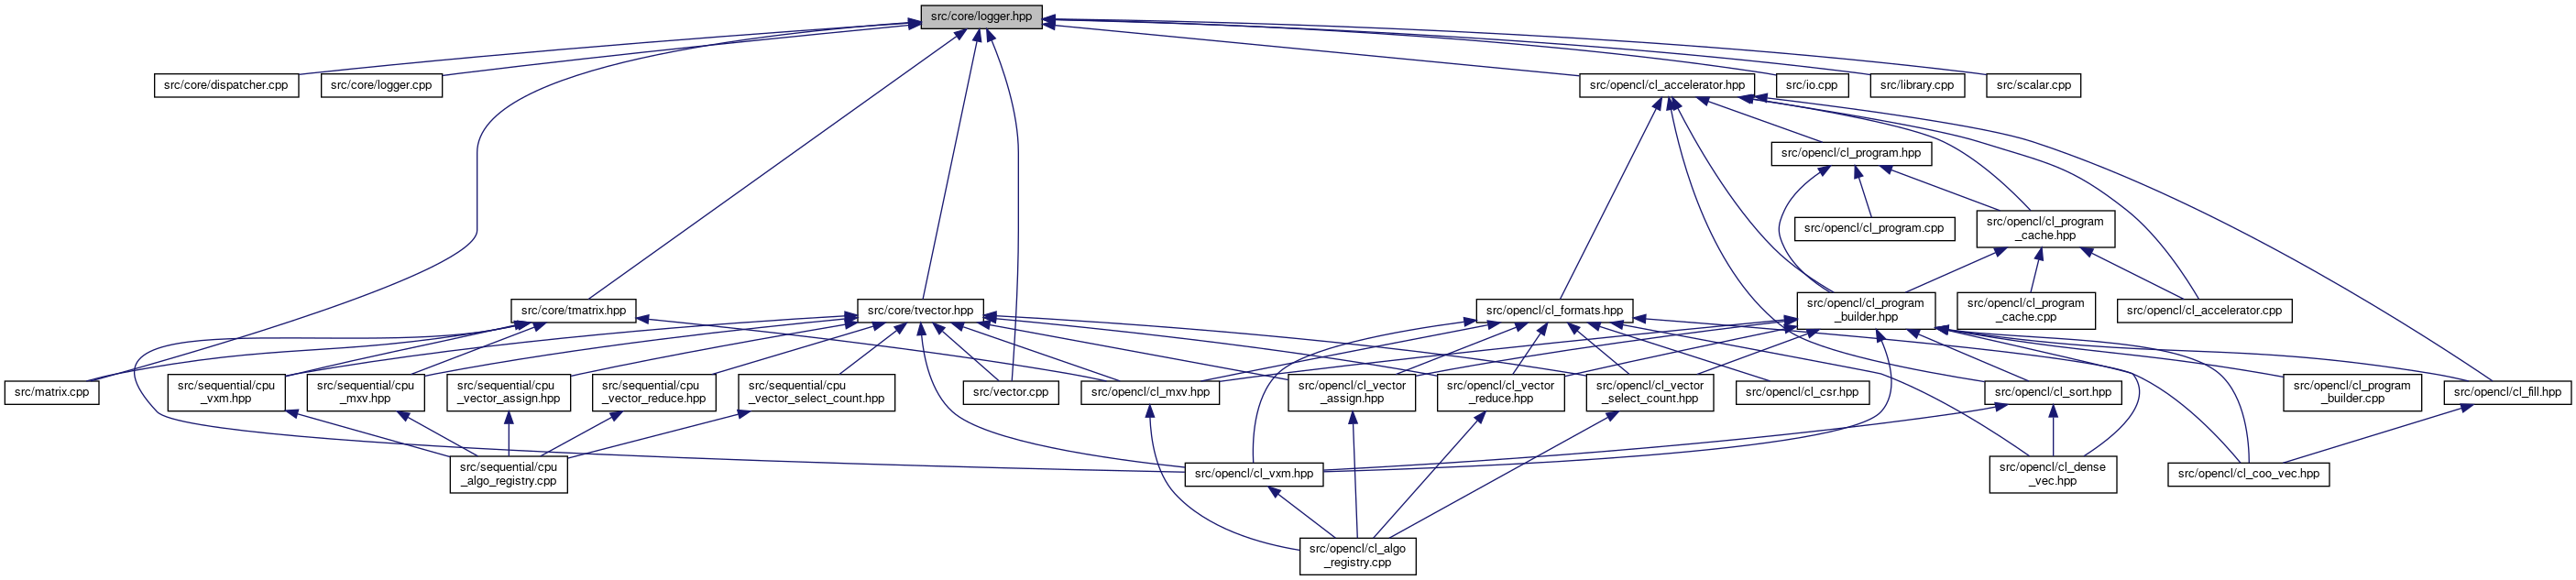 src/core/logger.hpp
src/core/dispatcher.cpp
src/core/logger.cpp
src/opencl/cl_accelerator.hpp
src/io.cpp
src/library.cpp
src/scalar.cpp
src/opencl/cl_program.hpp
src/opencl/cl_program.cpp
src/opencl/cl_program
_cache.hpp
src/core/tmatrix.hpp
src/core/tvector.hpp
src/opencl/cl_formats.hpp
src/opencl/cl_program
_builder.hpp
src/opencl/cl_program
_cache.cpp
src/opencl/cl_accelerator.cpp
src/matrix.cpp
src/sequential/cpu
_vxm.hpp
src/sequential/cpu
_mxv.hpp
src/sequential/cpu
_vector_assign.hpp
src/sequential/cpu
_vector_reduce.hpp
src/sequential/cpu
_vector_select_count.hpp
src/vector.cpp
src/opencl/cl_mxv.hpp
src/opencl/cl_vector
_assign.hpp
src/opencl/cl_vector
_reduce.hpp
src/opencl/cl_vector
_select_count.hpp
src/opencl/cl_csr.hpp
src/opencl/cl_sort.hpp
src/opencl/cl_program
_builder.cpp
src/opencl/cl_fill.hpp
src/sequential/cpu
_algo_registry.cpp
src/opencl/cl_vxm.hpp
src/opencl/cl_dense
_vec.hpp
src/opencl/cl_coo_vec.hpp
src/opencl/cl_algo
_registry.cpp